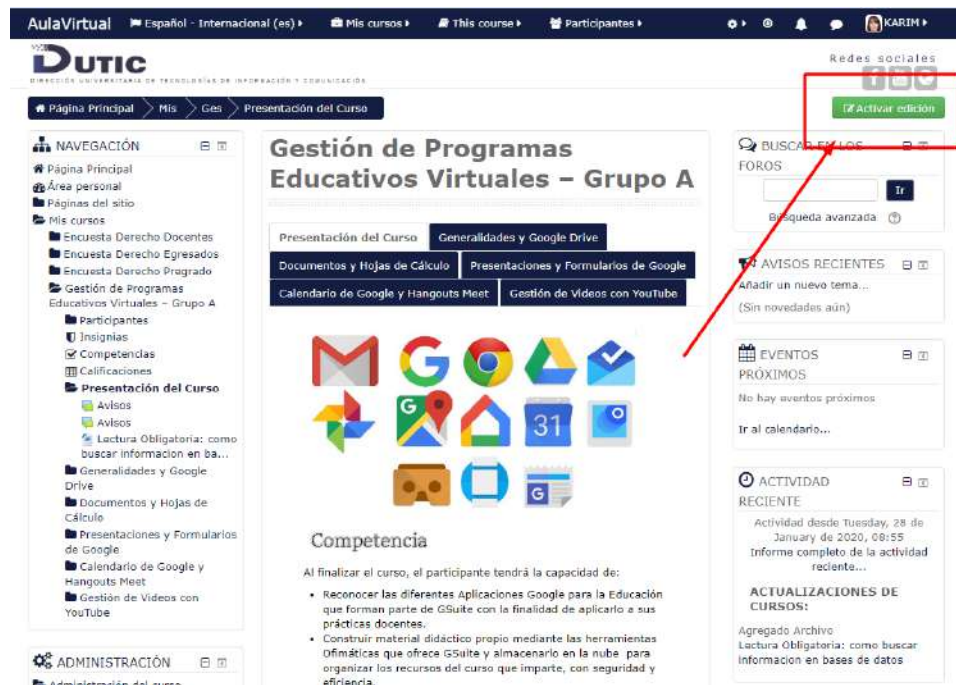 AulaVirtual Español - Internacional (es) Mis cursos This course Participantes KARIM
DUTIC
DIRECCIÓN UNIVERSITARIA DE TECNOLOGÍAS DE INFORMACIÓN Y COMUNICACIÓN
Redes sociales
Página Principal Mis Ges Presentación del Curso
Activar edición
NAVEGACIÓN
Página Principal
Área personal
Páginas del sitio
Mis cursos
Encuesta Derecho Docentes
Encuesta Derecho Egresados
Encuesta Derecho Pregrado
Gestión de Programas
Educativos Virtuales – Grupo A
Participantes
Insignias
Competencias
Calificaciones
Presentación del Curso
Avisos
Avisos
Lectura Obligatoria: como
buscar informacion en ba...
Generalidades y Google
Drive
Documentos y Hojas de
Cálculo
Presentaciones y Formularios
de Google
Calendario de Google y
Hangouts Meet
Gestión de Videos con
YouTube
ADMINISTRACIÓN
Administración del curso
Gestión de Programas
Educativos Virtuales – Grupo A
Presentación del Curso
Generalidades y Google Drive
Documentos y Hojas de Cálculo
Presentaciones y Formularios de Google
Calendario de Google y Hangouts Meet
Gestión de Videos con YouTube
G
31
G
Competencia
Al finalizar el curso, el participante tendrá la capacidad de:
• Reconocer las diferentes Aplicaciones Google para la Educación
que forman parte de GSuite con la finalidad de aplicarlo a sus
prácticas docentes.
• Construir material didáctico propio mediante las herramientas
Ofimáticas que ofrece GSuite y almacenarlo en la nube para
organizar los recursos del curso que imparte, con seguridad y
eficiencia.
BUSCAR EN LOS
FOROS
Ir
Búsqueda avanzada
AVISOS RECIENTES
Añadir un nuevo tema...
(Sin novedades aún)
EVENTOS
PRÓXIMOS
No hay eventos próximos
Ir al calendario...
ACTIVIDAD
RECIENTE
Actividad desde Tuesday, 28 de
January de 2020, 08:55
Informe completo de la actividad
reciente...
ACTUALIZACIONES DE
CURSOS:
Agregado Archivo
Lectura Obligatoria: como buscar
informacion en bases de datos